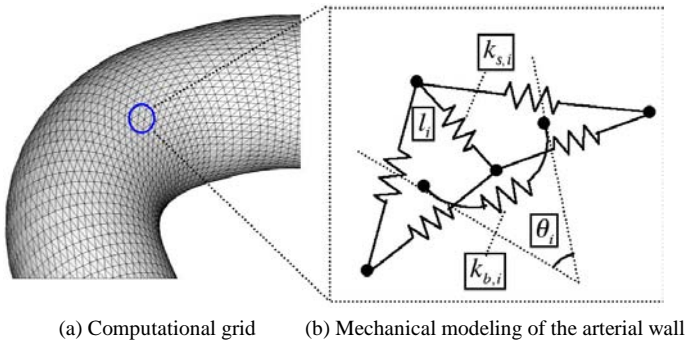 k_{s,i}
l_i
θ_i
k_{b,i}
(a) Computational grid
(b) Mechanical modeling of the arterial wall